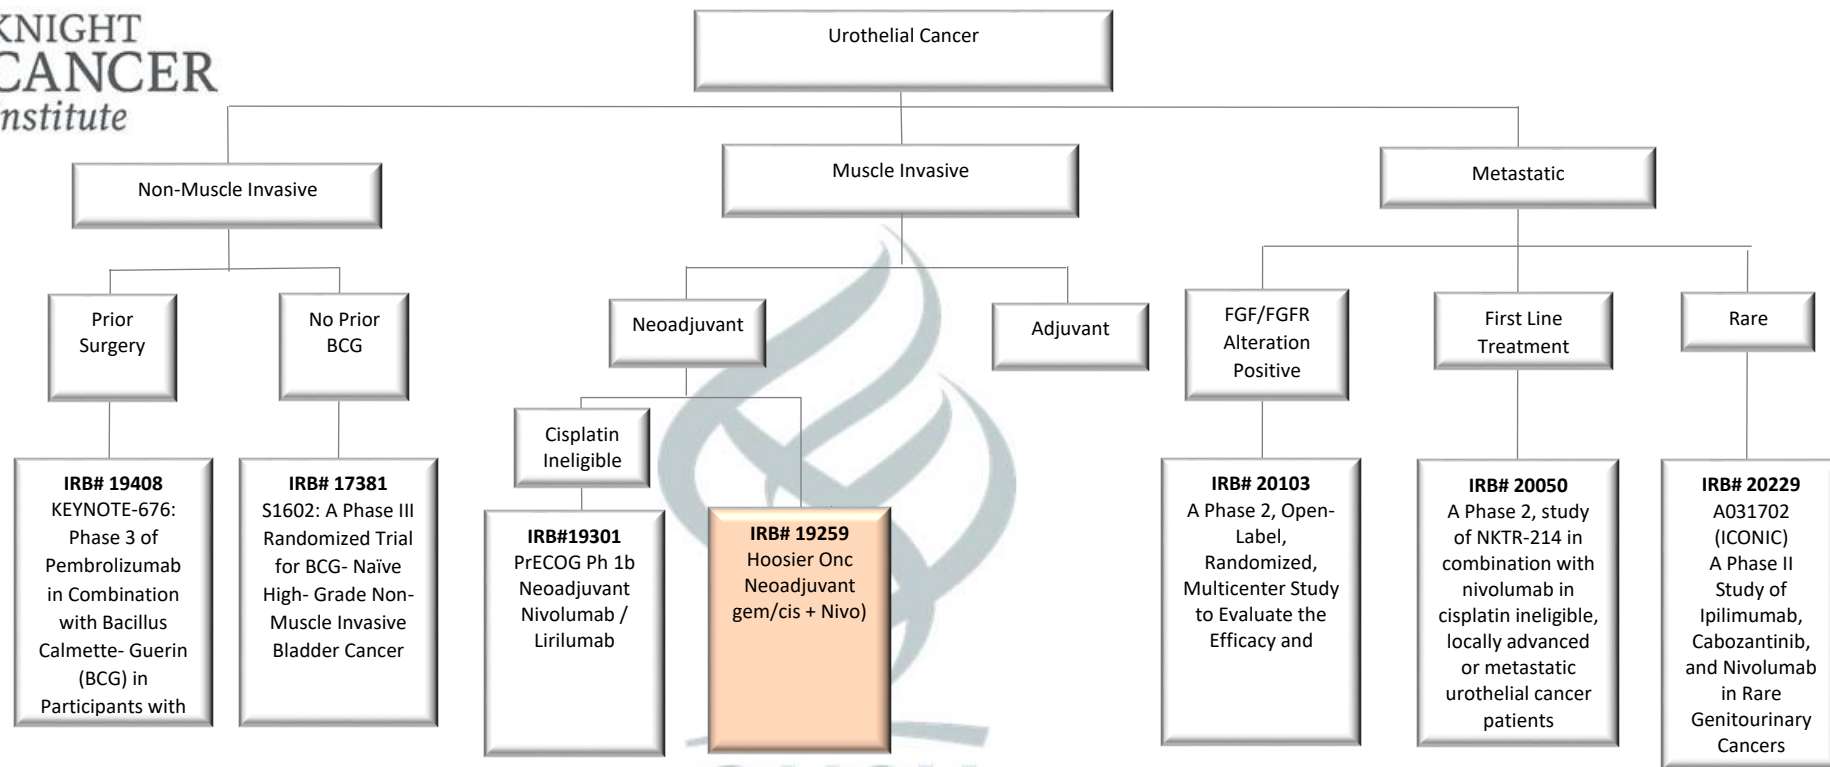 KNIGHT
CANCER
Institute
Urothelial Cancer
Non-Muscle Invasive
Muscle Invasive
Metastatic
Prior
Surgery
No Prior
BCG
Neoadjuvant
Adjuvant
FGF/FGFR
Alteration
Positive
First Line
Treatment
Rare
Cisplatin
Ineligible
IRB# 19408
KEYNOTE-676:
Phase 3 of
Pembrolizumab
in Combination
with Bacillus
Calmette- Guerin
(BCG) in
Participants with
IRB# 17381
S1602: A Phase III
Randomized Trial
for BCG- Naïve
High- Grade Non-
Muscle Invasive
Bladder Cancer
IRB#19301
PrECOG Ph 1b
Neoadjuvant
Nivolumab /
Lirilumab
IRB# 19259
Hoosier Onc
Neoadjuvant
gem/cis + Nivo)
IRB# 20103
A Phase 2, Open-
Label,
Randomized,
Multicenter Study
to Evaluate the
Efficacy and
IRB# 20050
A Phase 2, study
of NKTR-214 in
combination with
nivolumab in
cisplatin ineligible,
locally advanced
or metastatic
urothelial cancer
patients
IRB# 20229
A031702
(ICONIC)
A Phase II
Study of
Ipilimumab,
Cabozantinib,
and Nivolumab
in Rare
Genitourinary
Cancers